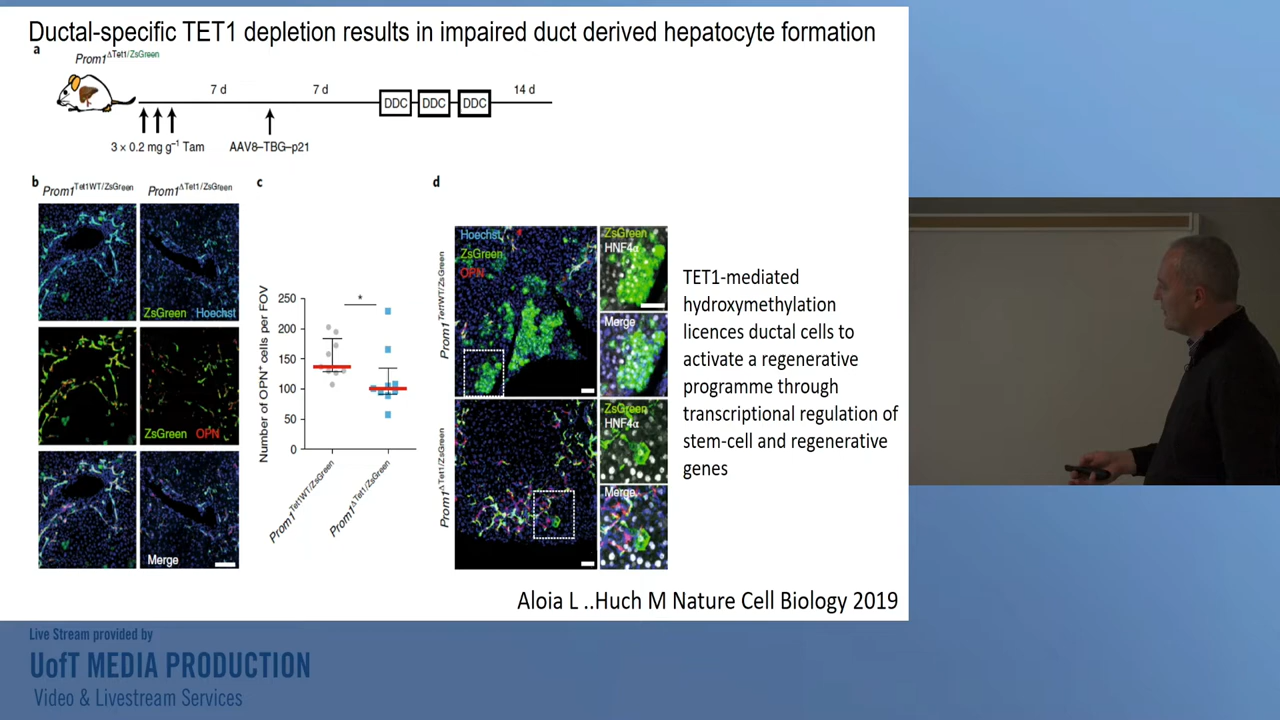 Ductal-specific TET1 depletion results in impaired duct derived hepatocyte formation
a
Prom1ΔTet1/ZsGreen
7 d
7 d
DDC
DDC
DDC
14 d
3 × 0.2 mg g⁻¹ Tam
AAV8–TBG–p21
b
Prom1Tet1WT/ZsGreen
Prom1ΔTet1/ZsGreen
ZsGreen Hoechst
ZsGreen OPN
Merge
c
Number of OPN⁺ cells per FOV
250
200
150
100
50
0
*
Prom1Tet1WT/ZsGreen
Prom1ΔTet1/ZsGreen
d
Prom1Tet1WT/ZsGreen
Hoechst
ZsGreen
OPN
ZsGreen
HNF4α
Merge
Prom1ΔTet1/ZsGreen
ZsGreen
HNF4α
Merge
TET1-mediated
hydroxymethylation
licences ductal cells to
activate a regenerative
programme through
transcriptional regulation of
stem-cell and regenerative
genes
Aloia L ..Huch M Nature Cell Biology 2019
Live Stream provided by
UofT MEDIA PRODUCTION
Video & Livestream Services